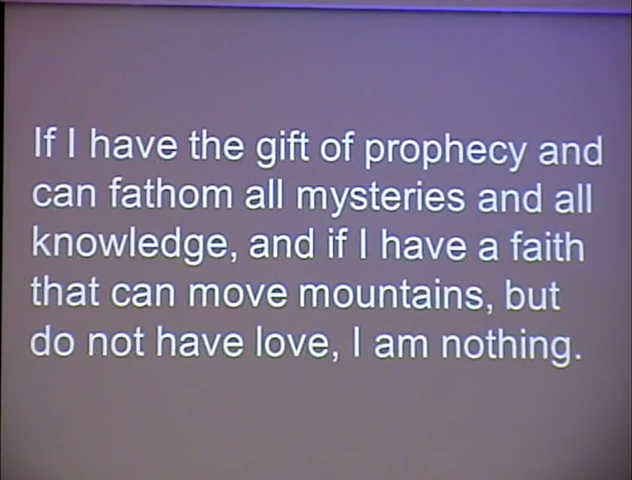 If I have the gift of prophecy and
can fathom all mysteries and all
knowledge, and if I have a faith
that can move mountains, but
do not have love, I am nothing.